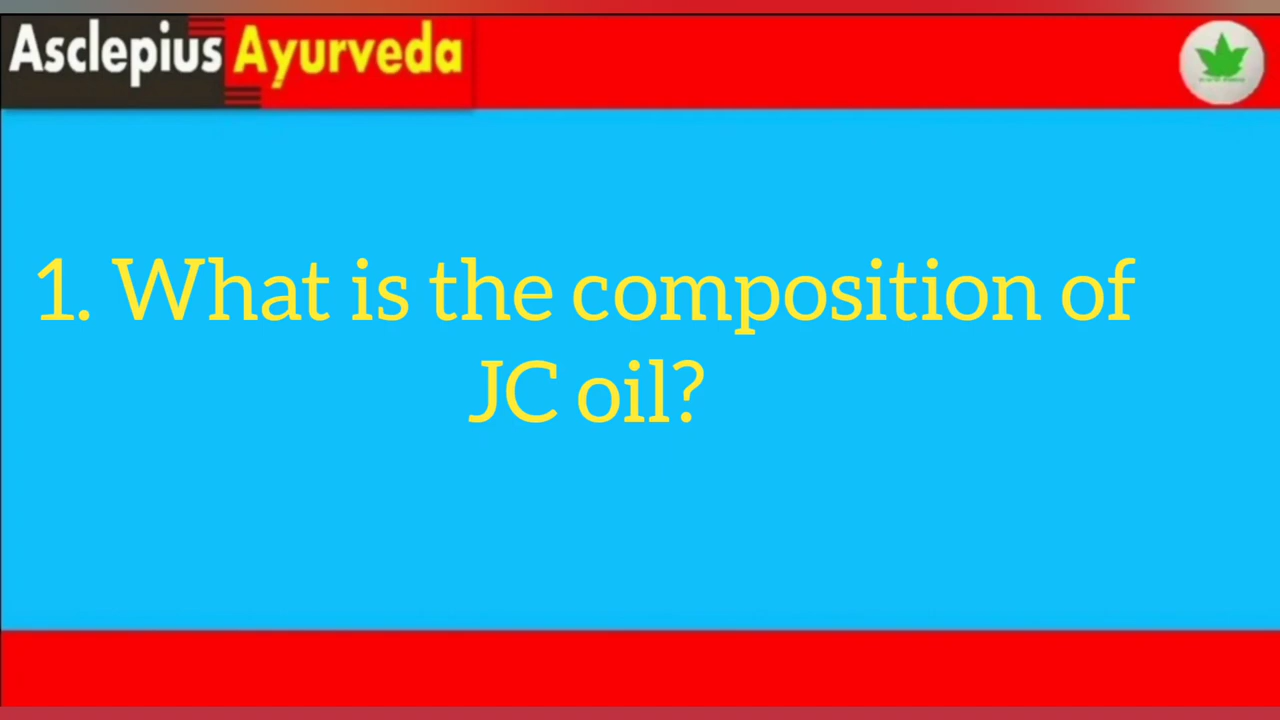 Asclepius Ayurveda
1. What is the composition of
JC oil?